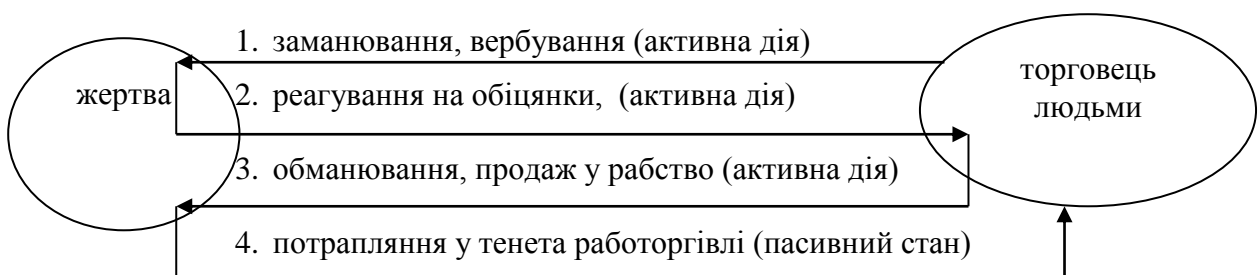 1. заманювання, вербування (активна дія)
жертва
2. реагування на обіцянки, (активна дія)
торговець
людьми
3. обманювання, продаж у рабство (активна дія)
4. потрапляння у тенета работоргівлі (пасивний стан)